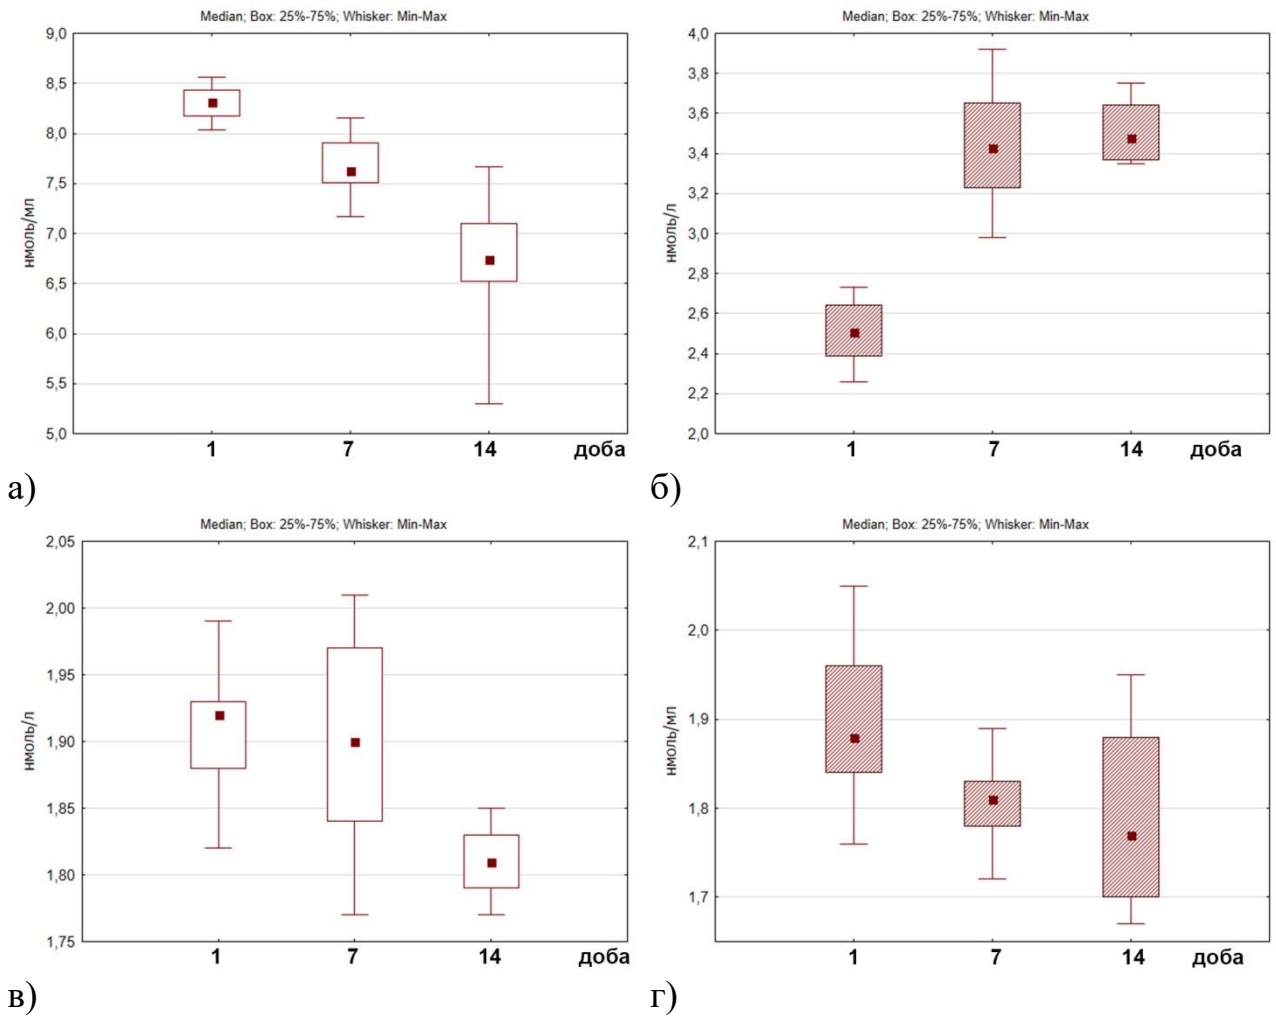 Median; Box: 25%-75%; Whisker: Min-Max
9,0
8,5
8,0
7,5
7,0
6,5
6,0
5,5
5,0
нмоль/мл
1 7 14 доба
а)
Median; Box: 25%-75%; Whisker: Min-Max
4,0
3,8
3,6
3,4
3,2
3,0
2,8
2,6
2,4
2,2
2,0
нмоль/л
1 7 14 доба
б)
Median; Box: 25%-75%; Whisker: Min-Max
2,05
2,00
1,95
1,90
1,85
1,80
1,75
нмоль/л
1 7 14 доба
в)
Median; Box: 25%-75%; Whisker: Min-Max
2,1
2,0
1,9
1,8
1,7
нмоль/мл
1 7 14 доба
г)